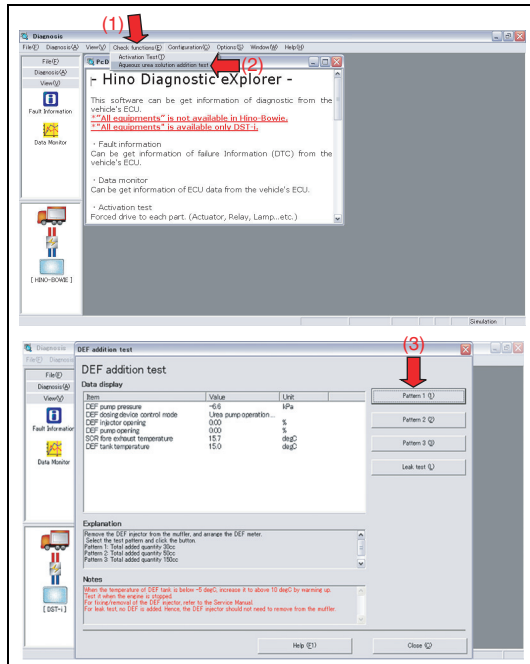 (1)
Diagnosis
File(F) Diagnosis(A) View(V) Check functions(E) Configuration(C) Options(O) Window(W) Help(H)
Activation Test(T)
Aqueous urea solution addition test
(2)
File(F)
Diagnosis(A)
View(V)
Fault Information
Data Monitor
[ HINO-BOWIE ]
- Hino Diagnostic eXplorer -
This software can get information of diagnostic from the
vehicle's ECU.
*"All equipments" is not available in Hino-Bowie.
*"All equipments" is available only DST-i.
· Fault information
Can be get information of failure Information (DTC) from the
vehicle's ECU.
· Data monitor
Can be get information of ECU data from the vehicle's ECU.
· Activation test
Forced drive to each part. (Actuator, Relay, Lamp...etc.)
Simulation
(3)
Diagnosis
DEF addition test
File(F) Diagnosis
File(F)
Diagnosis(A)
View(V)
Fault Information
Data Monitor
[ DST-i ]
DEF addition test
Data display
Item Value Unit
DEF pump pressure -6.6 kPa
DEF dosing device control mode Urea pump operation...
DEF injector opening 0.00 %
DEF pump opening 0.00 %
SCR fore exhaust temperature 15.7 degC
DEF tank temperature 15.0 degC
Pattern 1 (1)
Pattern 2 (2)
Pattern 3 (3)
Leak test (L)
Explanation
Remove the DEF injector from the muffler, and arrange the DEF meter.
Select the test pattern and click the button.
Pattern 1: Total added quantity 30cc
Pattern 2: Total added quantity 50cc
Pattern 3: Total added quantity 150cc
Notes
When the temperature of DEF tank is below -5 degC, increase it to above 10 degC by warming up.
Test it when the engine is stopped.
For fixing/removal of the DEF injector, refer to the Service Manual.
For leak test, no DEF is added. Hence, the DEF injector should not need to remove from the muffler.
Help (F1)
Close (C)